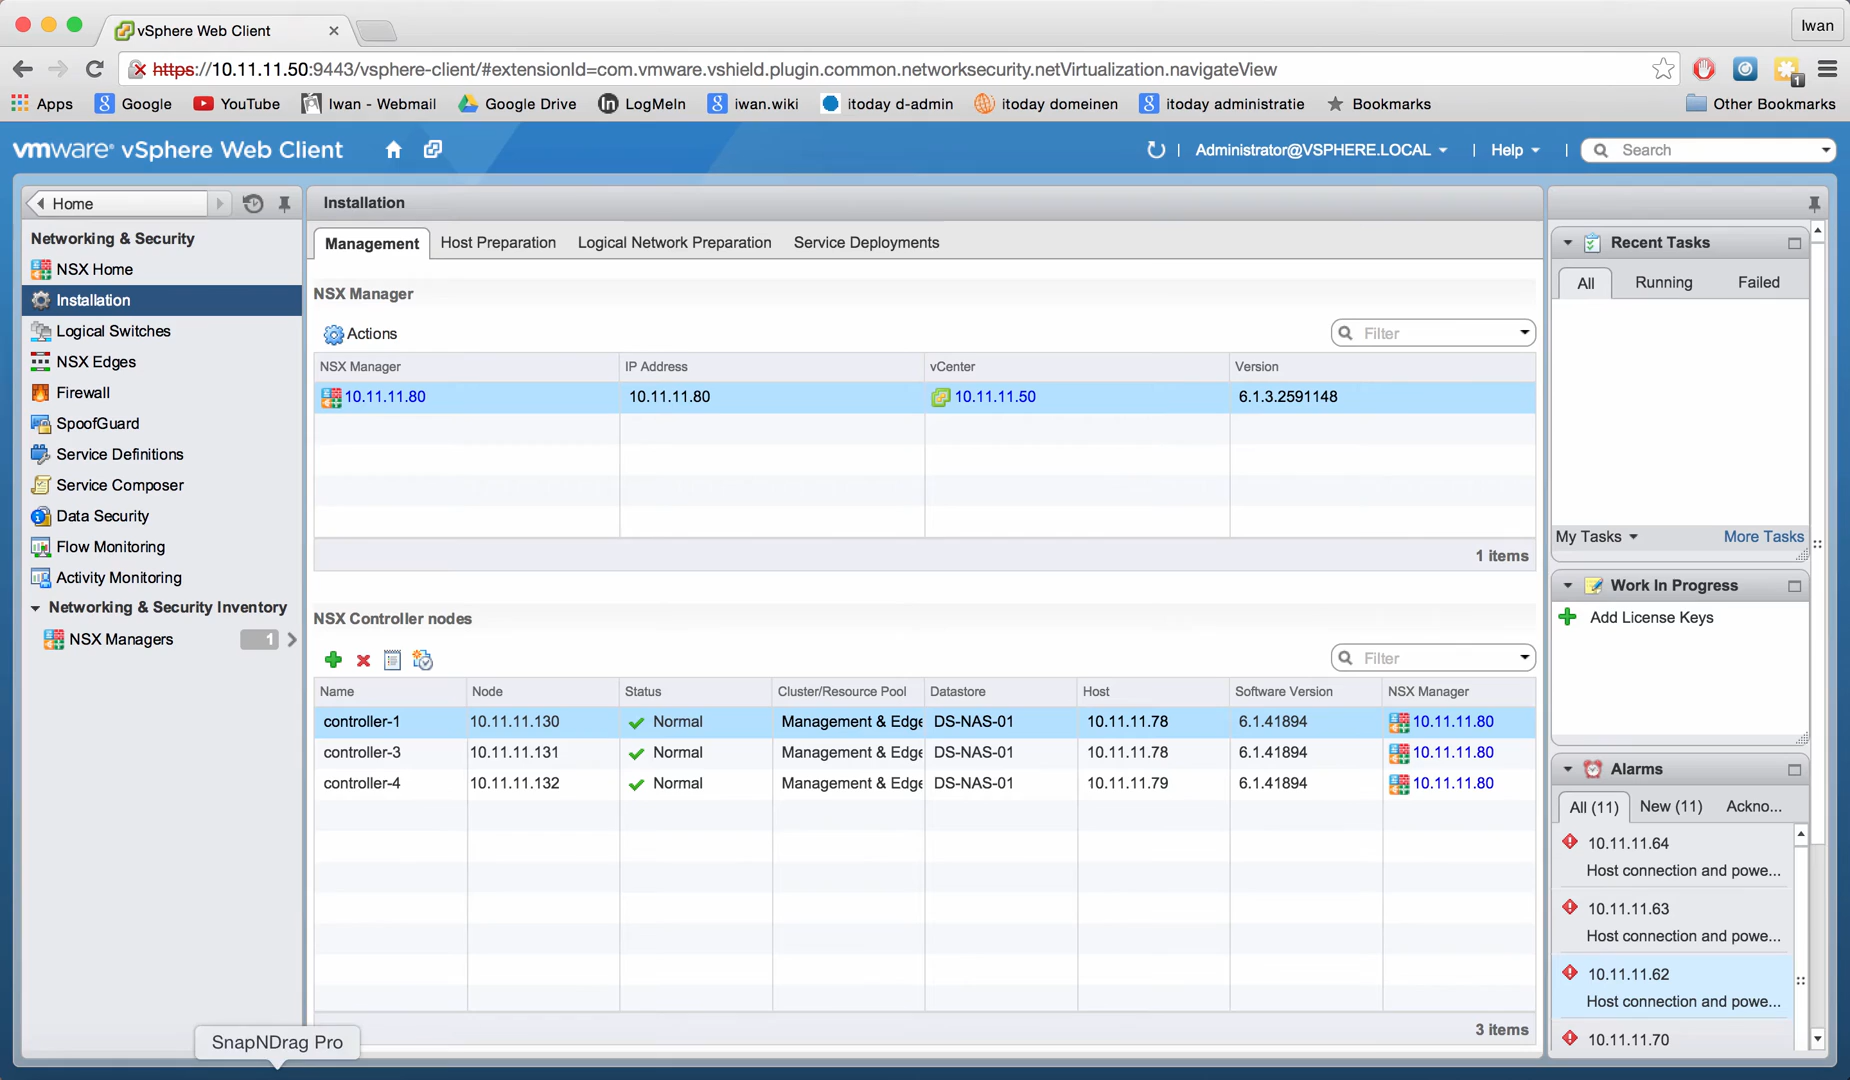 vSphere Web Client
Iwan
https://10.11.11.50:9443/vsphere-client/#extensionId=com.vmware.vshield.plugin.common.networksecurity.netVirtualization.navigateView
1
Apps Google YouTube Iwan - Webmail Google Drive LogMeIn iwan.wiki itoday d-admin itoday domeinen itoday administratie Bookmarks Other Bookmarks
vmware® vSphere Web Client
Administrator@VSPHERE.LOCAL
Help
Search
Home
Networking & Security
NSX Home
Installation
Logical Switches
NSX Edges
Firewall
SpoofGuard
Service Definitions
Service Composer
Data Security
Flow Monitoring
Activity Monitoring
Networking & Security Inventory
NSX Managers 1
Installation
Management Host Preparation Logical Network Preparation Service Deployments
NSX Manager
Actions
Filter
NSX Manager IP Address vCenter Version
10.11.11.80 10.11.11.80 10.11.11.50 6.1.3.2591148
1 items
NSX Controller nodes
Filter
Name Node Status Cluster/Resource Pool Datastore Host Software Version NSX Manager
controller-1 10.11.11.130 Normal Management & Edge DS-NAS-01 10.11.11.78 6.1.41894 10.11.11.80
controller-3 10.11.11.131 Normal Management & Edge DS-NAS-01 10.11.11.78 6.1.41894 10.11.11.80
controller-4 10.11.11.132 Normal Management & Edge DS-NAS-01 10.11.11.79 6.1.41894 10.11.11.80
3 items
Recent Tasks
All Running Failed
My Tasks More Tasks
Work In Progress
Add License Keys
Alarms
All (11) New (11) Ackno...
10.11.11.64
Host connection and powe...
10.11.11.63
Host connection and powe...
10.11.11.62
Host connection and powe...
10.11.11.70
SnapNDrag Pro